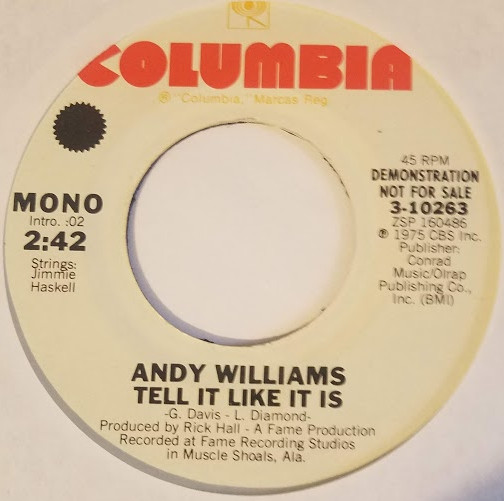 COLUMBIA
® "Columbia," Marcas Reg.
MONO
Intro. :02
2:42
Strings:
Jimmie
Haskell
45 RPM
DEMONSTRATION
NOT FOR SALE
3-10263
ZSP 160486
℗ 1975 CBS Inc.
Publisher:
Conrad
Music/Olrap
Publishing Co.,
Inc. (BMI)
ANDY WILLIAMS
TELL IT LIKE IT IS
-G. Davis - L. Diamond-
Produced by Rick Hall - A Fame Production
Recorded at Fame Recording Studios
in Muscle Shoals, Ala.